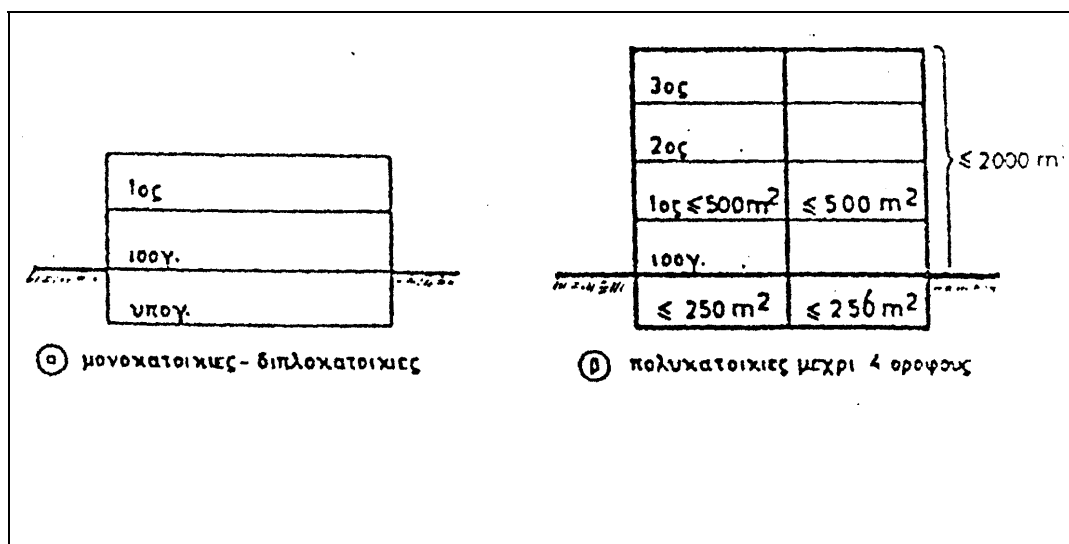 1ος
ισογ.
υπογ.
α μονοκατοικιες - διπλοκατοικιες
3ος
2ος
1ος ≤500m² ≤500 m²
ισογ.
≤ 250 m² ≤ 250 m²
≤ 2000 m
β πολυκατοικιες μεχρι 4 οροφους